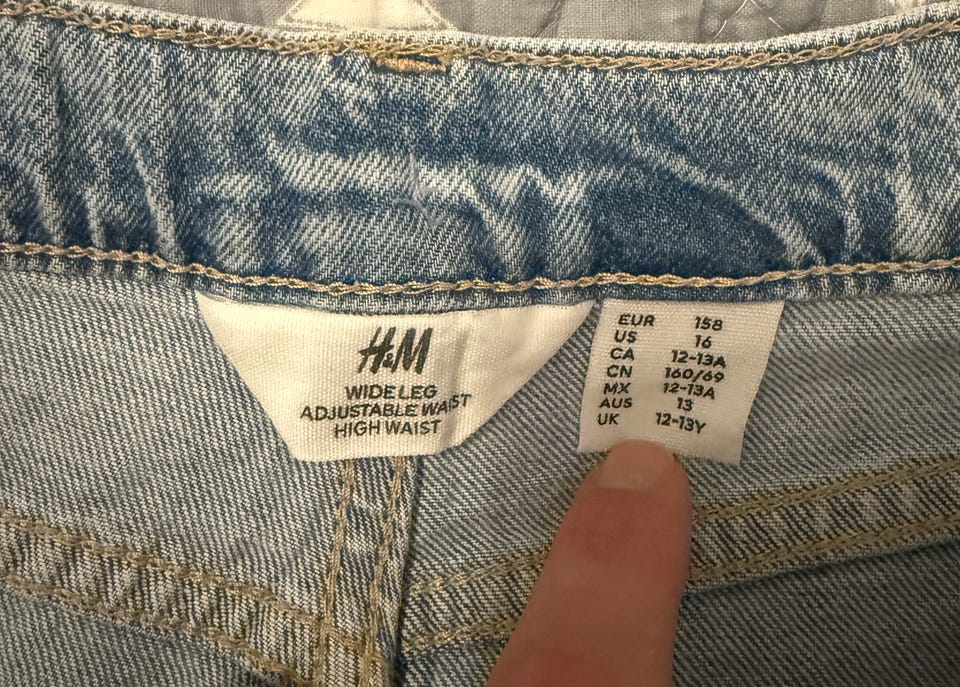 H&M
WIDE LEG
ADJUSTABLE WAIST
HIGH WAIST
EUR 158
US 16
CA 12-13A
CN 160/69
MX 12-13A
AUS 13
UK 12-13Y